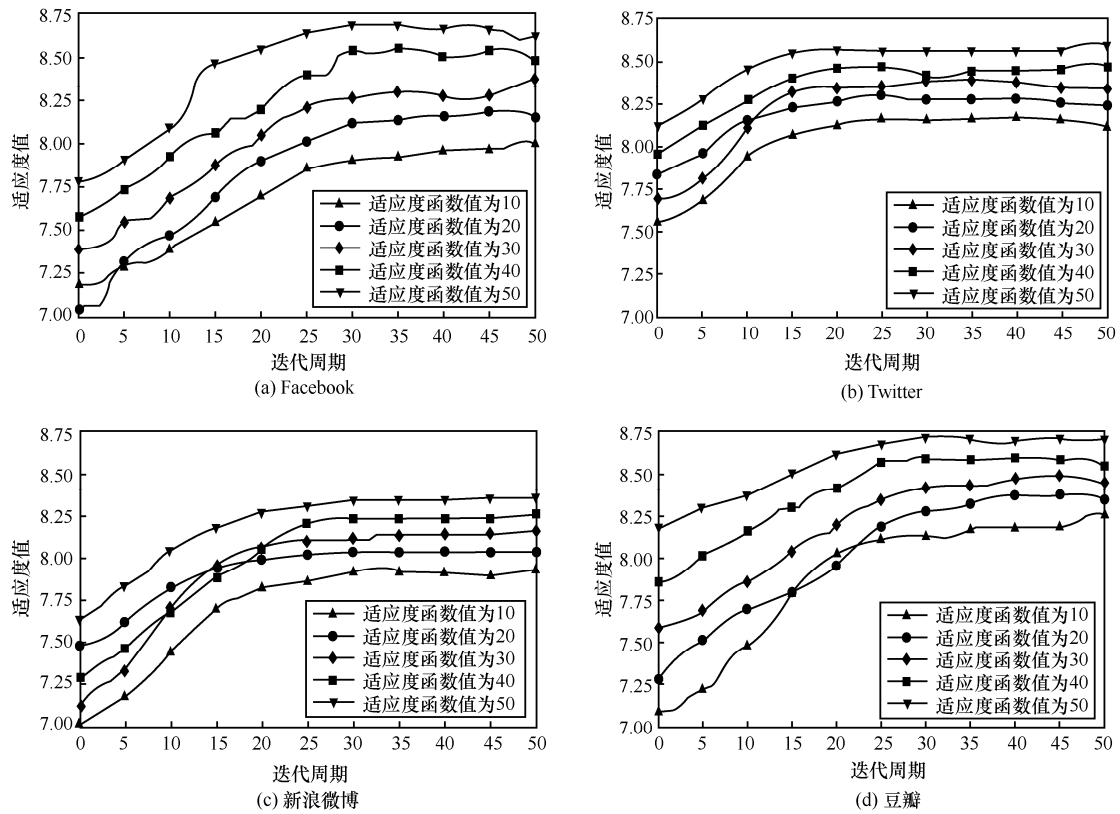 8.75
8.50
8.25
8.00
7.75
7.50
7.25
7.00
适应度值
适应度函数值为10
适应度函数值为20
适应度函数值为30
适应度函数值为40
适应度函数值为50
0 5 10 15 20 25 30 35 40 45 50
迭代周期
(a) Facebook
8.75
8.50
8.25
8.00
7.75
7.50
7.25
7.00
适应度值
适应度函数值为10
适应度函数值为20
适应度函数值为30
适应度函数值为40
适应度函数值为50
0 5 10 15 20 25 30 35 40 45 50
迭代周期
(b) Twitter
8.75
8.50
8.25
8.00
7.75
7.50
7.25
7.00
适应度值
适应度函数值为10
适应度函数值为20
适应度函数值为30
适应度函数值为40
适应度函数值为50
0 5 10 15 20 25 30 35 40 45 50
迭代周期
(c) 新浪微博
8.75
8.50
8.25
8.00
7.75
7.50
7.25
7.00
适应度值
适应度函数值为10
适应度函数值为20
适应度函数值为30
适应度函数值为40
适应度函数值为50
0 5 10 15 20 25 30 35 40 45 50
迭代周期
(d) 豆瓣